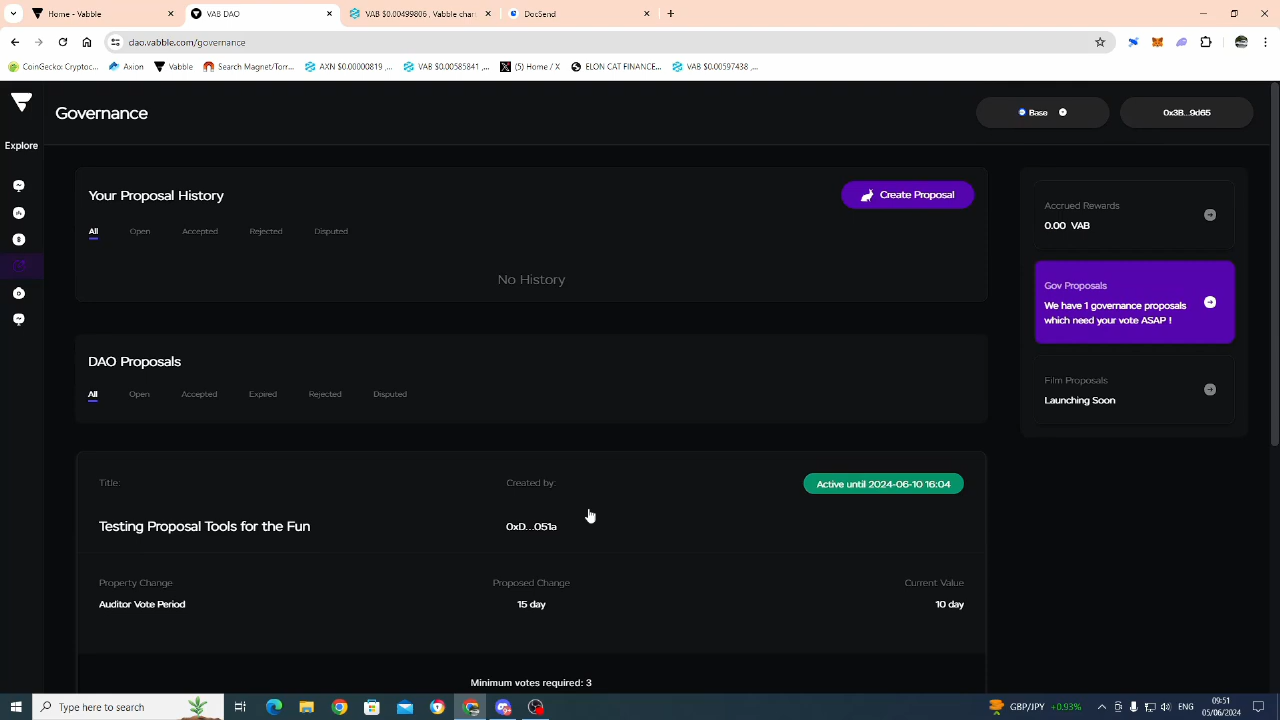 Home - Vabble
VAB DAO
VAB $0.00499806, Vabble chan
DocSend
dao.vabble.com/governance
CoinGecko Cryptoc...
Axion
Vabble
Search Magnet/Torr...
AXN $0.00000819 ,...
VAB $0.00585841 ,...
(5) Home / X
ELON CAT FINANCE...
VAB $0.00597438 ,...
Governance
Base
0x3B...9d65
Explore
Your Proposal History
Create Proposal
All
Open
Accepted
Rejected
Disputed
No History
Accrued Rewards
0.00 VAB
Gov Proposals
We have 1 governance proposals
which need your vote ASAP !
Film Proposals
Launching Soon
DAO Proposals
All
Open
Accepted
Expired
Rejected
Disputed
Title:
Created by:
Active until 2024-06-10 16:04
Testing Proposal Tools for the Fun
0xD...051a
Property Change
Proposed Change
Current Value
Auditor Vote Period
15 day
10 day
Minimum votes required: 3
Type here to search
GBP/JPY +0.93%
ENG
09:51
05/06/2024